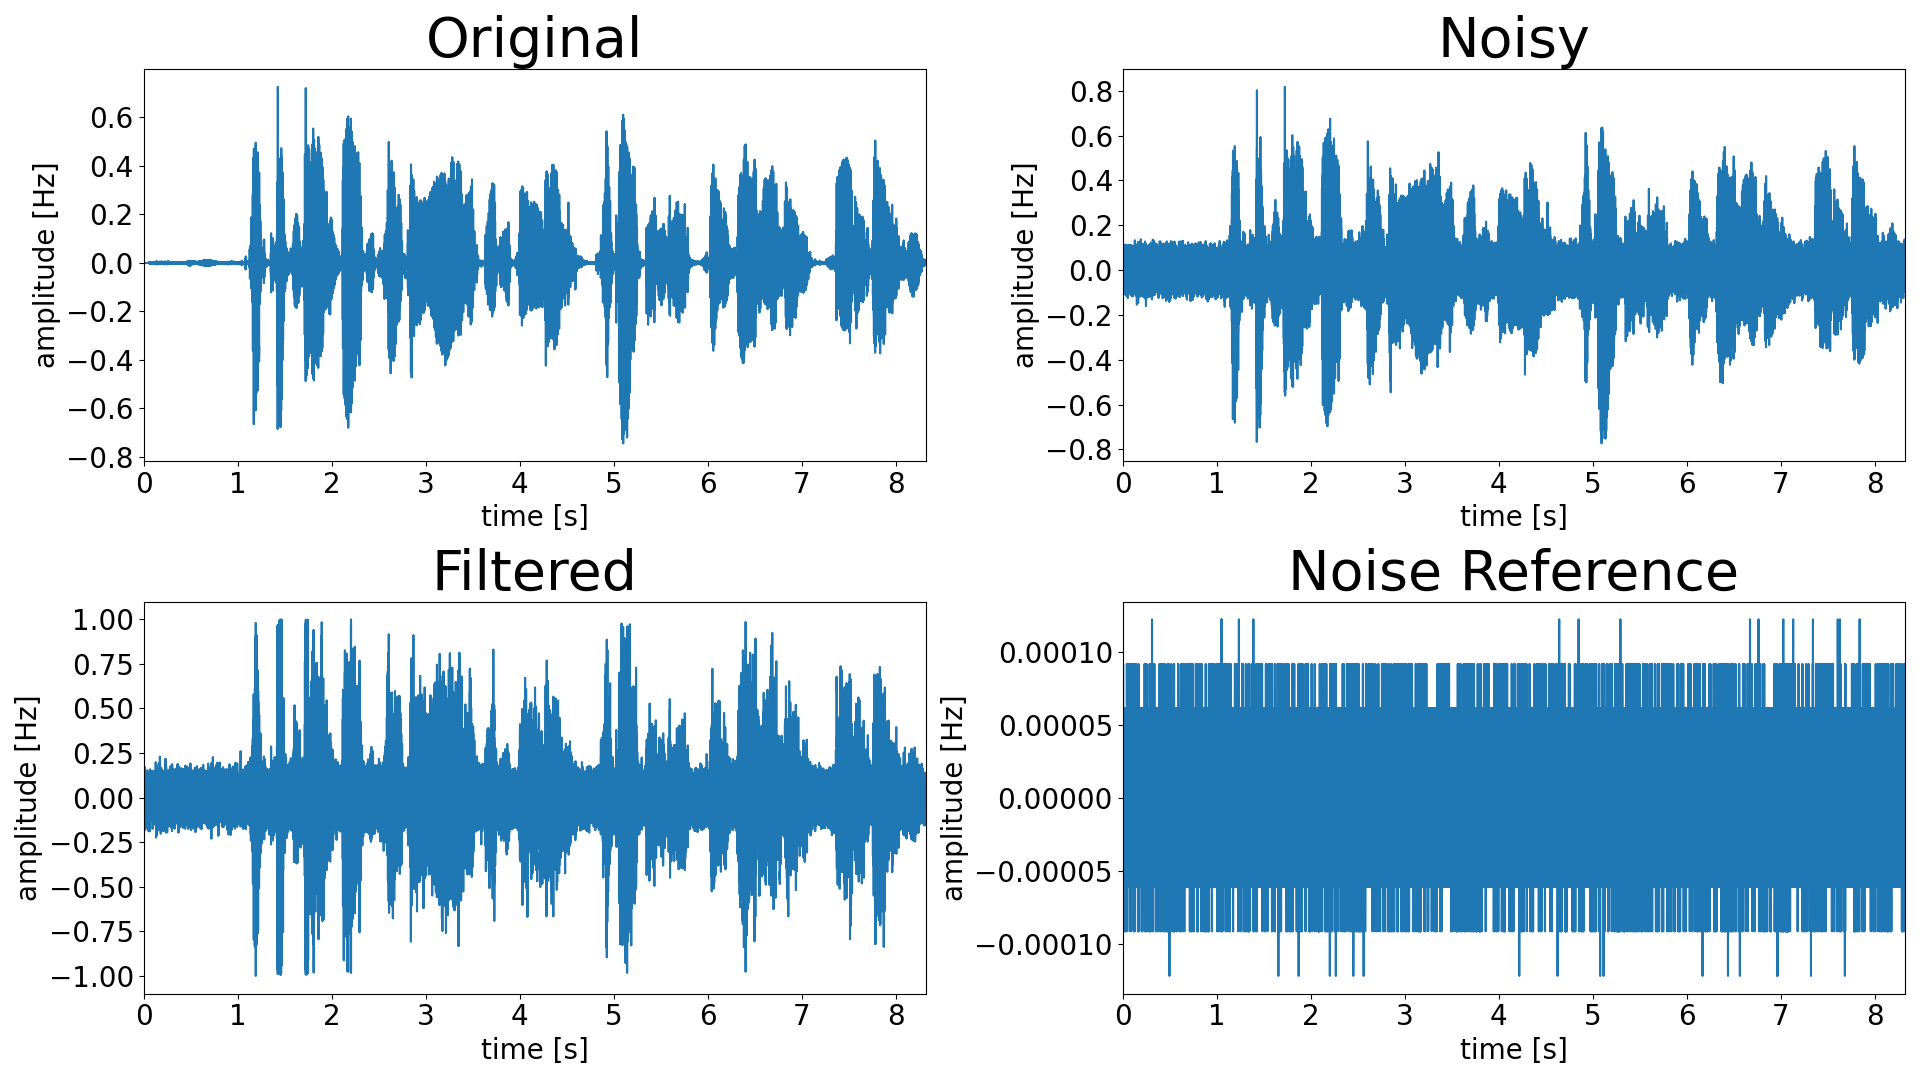 Original
0.6
0.4
0.2
0.0
−0.2
−0.4
−0.6
−0.8
amplitude [Hz]
0 1 2 3 4 5 6 7 8
time [s]
Noisy
0.8
0.6
0.4
0.2
0.0
−0.2
−0.4
−0.6
−0.8
amplitude [Hz]
0 1 2 3 4 5 6 7 8
time [s]
Filtered
1.00
0.75
0.50
0.25
0.00
−0.25
−0.50
−0.75
−1.00
amplitude [Hz]
0 1 2 3 4 5 6 7 8
time [s]
Noise Reference
0.00010
0.00005
0.00000
−0.00005
−0.00010
amplitude [Hz]
0 1 2 3 4 5 6 7 8
time [s]